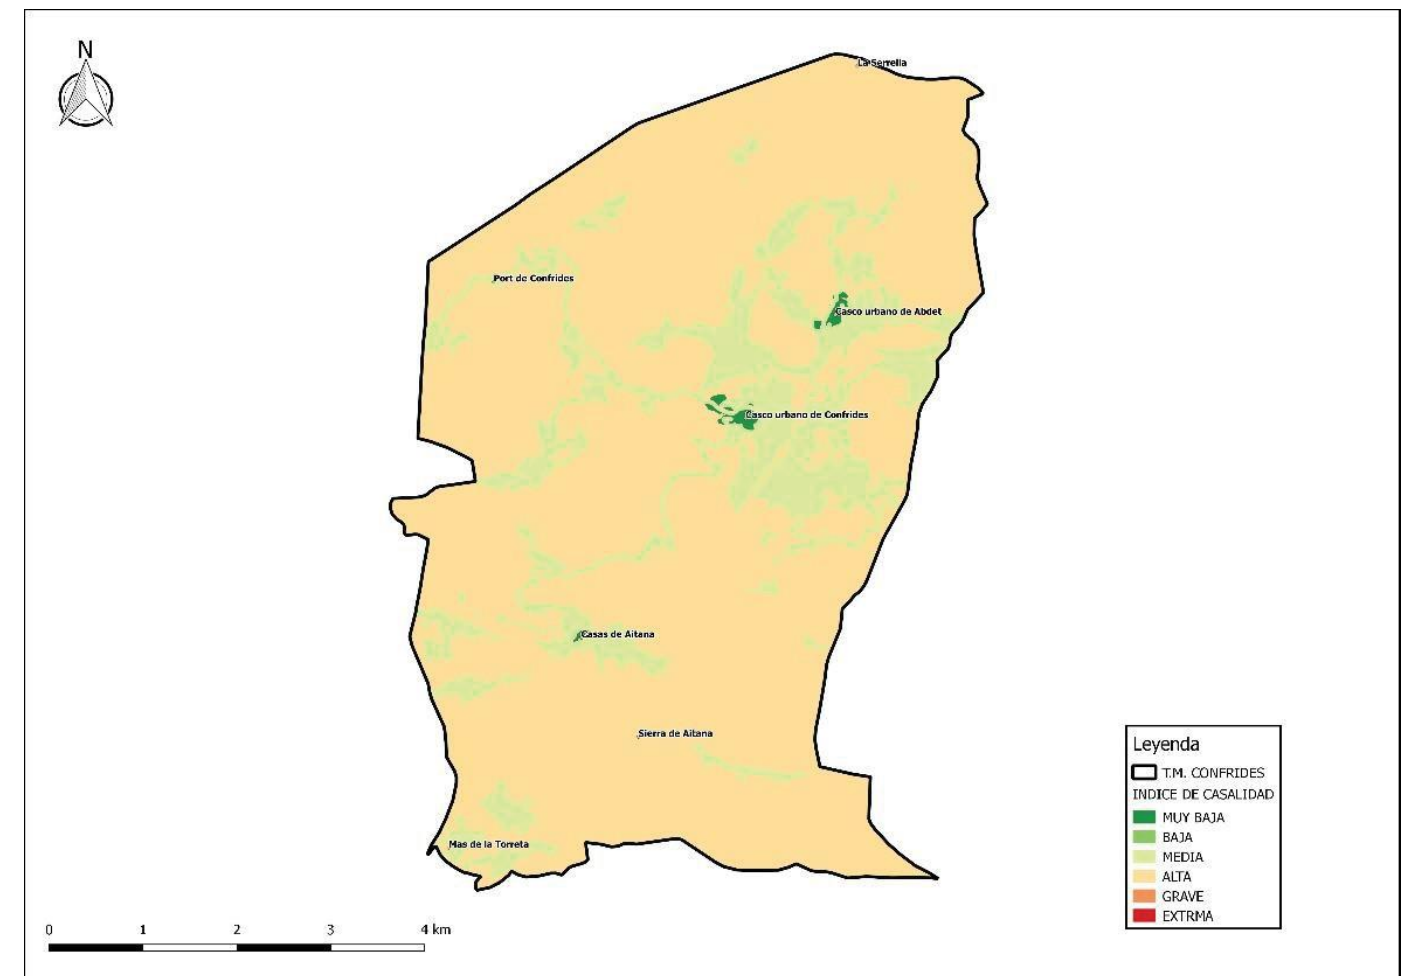 N
La Serrella
Port de Confrides
Casco urbano de Abdet
Casco urbano de Confrides
Casas de Aitana
Sierra de Aitana
Mas de la Torreta
Leyenda
T.M. CONFRIDES
INDICE DE CASALIDAD
MUY BAJA
BAJA
MEDIA
ALTA
GRAVE
EXTRMA
0 1 2 3 4 km